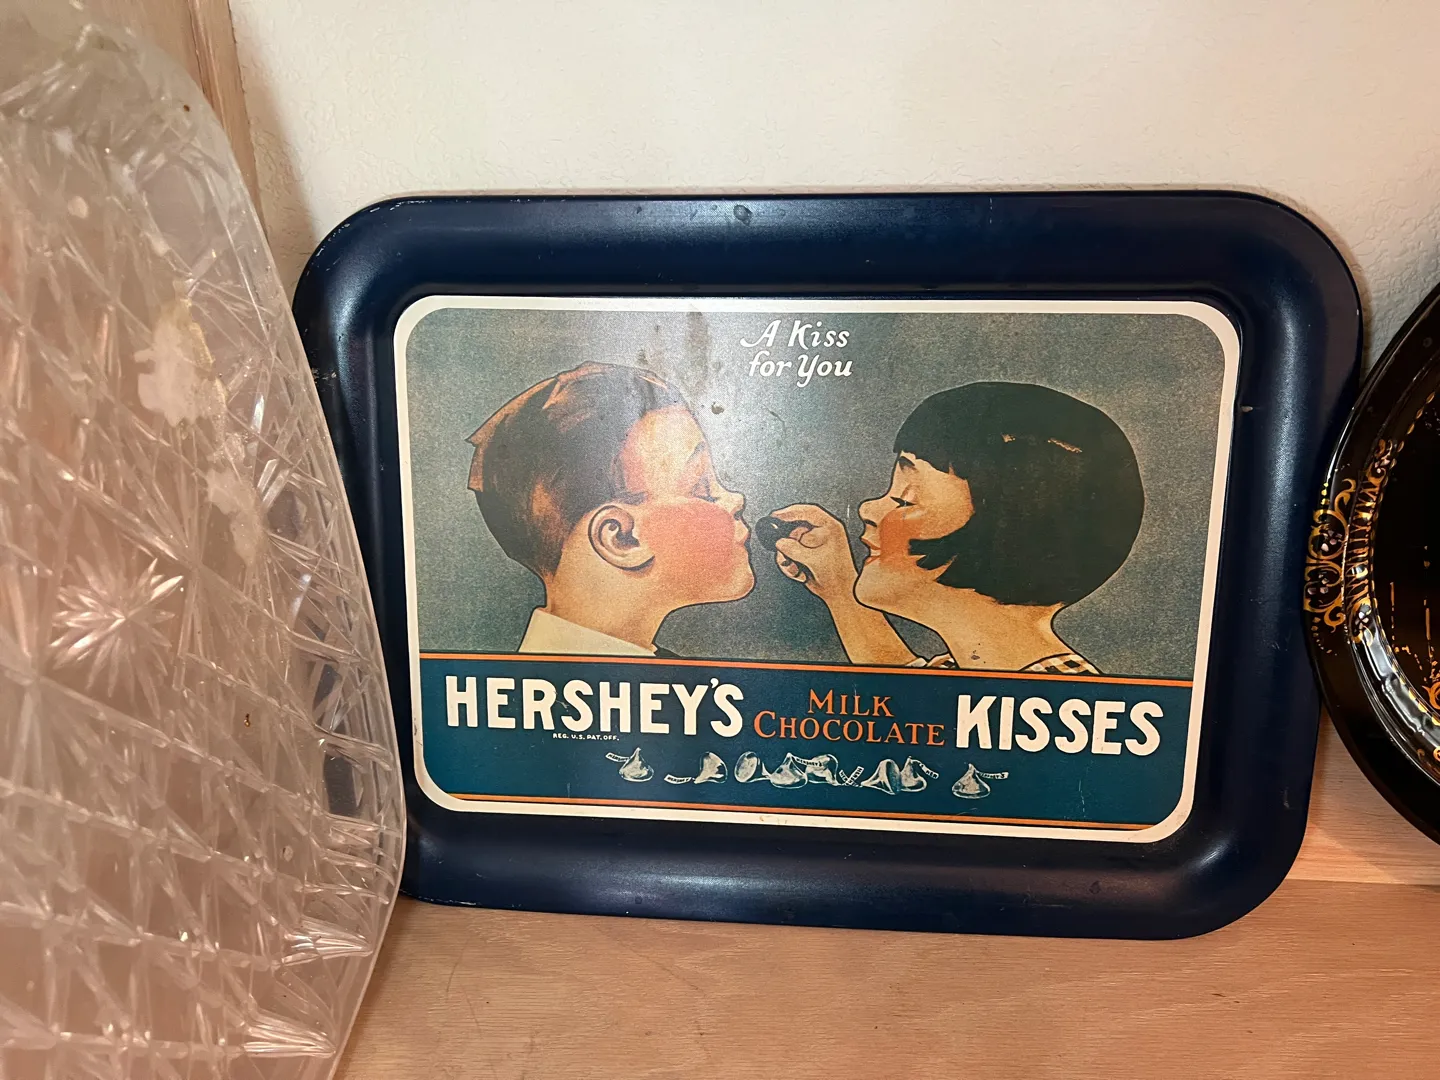 A Kiss
for You
HERSHEY'S MILK CHOCOLATE KISSES
REG. U.S. PAT. OFF.